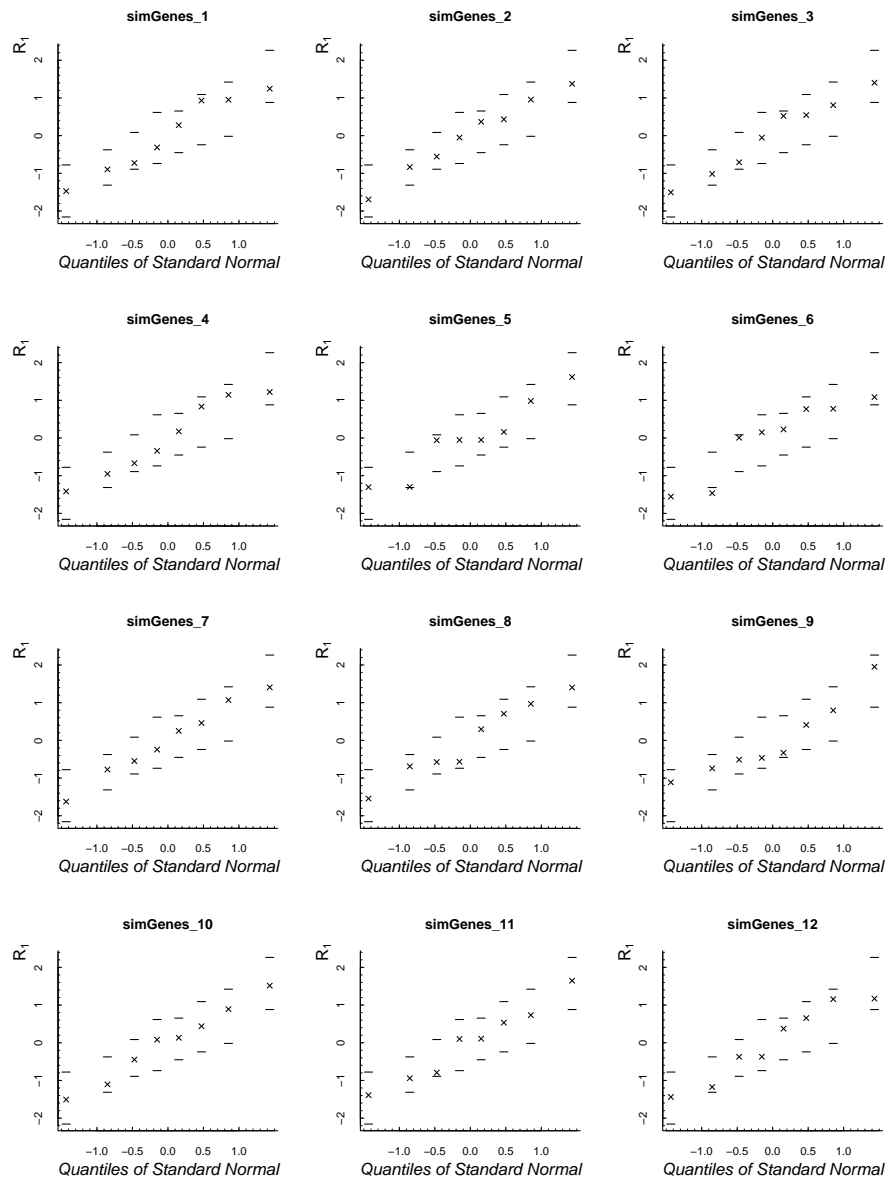 simGenes_1 simGenes_2 simGenes_3
R1 R1 R1
2 2 2
1 1 1
0 0 0
−1 −1 −1
−2 −2 −2
−1.0 −0.5 0.0 0.5 1.0 −1.0 −0.5 0.0 0.5 1.0 −1.0 −0.5 0.0 0.5 1.0
Quantiles of Standard Normal Quantiles of Standard Normal Quantiles of Standard Normal
simGenes_4 simGenes_5 simGenes_6
R1 R1 R1
2 2 2
1 1 1
0 0 0
−1 −1 −1
−2 −2 −2
−1.0 −0.5 0.0 0.5 1.0 −1.0 −0.5 0.0 0.5 1.0 −1.0 −0.5 0.0 0.5 1.0
Quantiles of Standard Normal Quantiles of Standard Normal Quantiles of Standard Normal
simGenes_7 simGenes_8 simGenes_9
R1 R1 R1
2 2 2
1 1 1
0 0 0
−1 −1 −1
−2 −2 −2
−1.0 −0.5 0.0 0.5 1.0 −1.0 −0.5 0.0 0.5 1.0 −1.0 −0.5 0.0 0.5 1.0
Quantiles of Standard Normal Quantiles of Standard Normal Quantiles of Standard Normal
simGenes_10 simGenes_11 simGenes_12
R1 R1 R1
2 2 2
1 1 1
0 0 0
−1 −1 −1
−2 −2 −2
−1.0 −0.5 0.0 0.5 1.0 −1.0 −0.5 0.0 0.5 1.0 −1.0 −0.5 0.0 0.5 1.0
Quantiles of Standard Normal Quantiles of Standard Normal Quantiles of Standard Normal